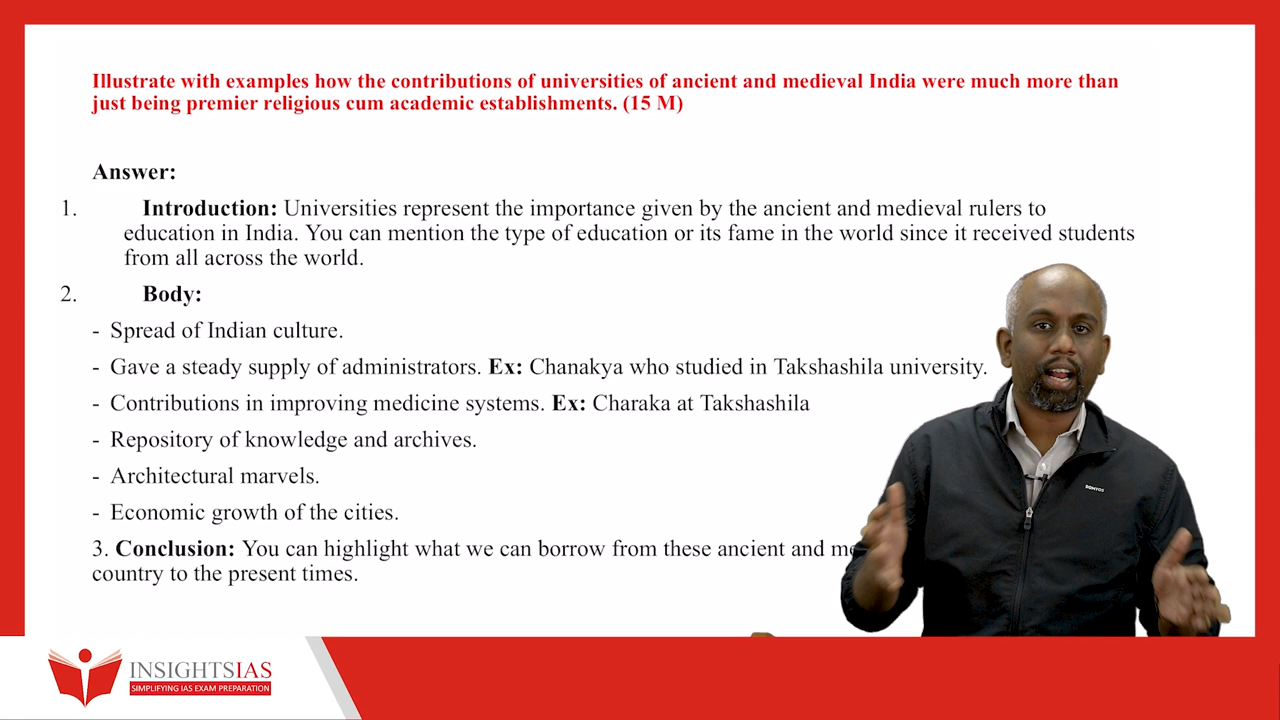 Illustrate with examples how the contributions of universities of ancient and medieval India were much more than
just being premier religious cum academic establishments. (15 M)
Answer:
1. Introduction: Universities represent the importance given by the ancient and medieval rulers to
education in India. You can mention the type of education or its fame in the world since it received students
from all across the world.
2. Body:
- Spread of Indian culture.
- Gave a steady supply of administrators. Ex: Chanakya who studied in Takshashila university.
- Contributions in improving medicine systems. Ex: Charaka at Takshashila
- Repository of knowledge and archives.
- Architectural marvels.
- Economic growth of the cities.
3. Conclusion: You can highlight what we can borrow from these ancient and
country to the present times.
INSIGHTSIAS
SIMPLIFYING IAS EXAM PREPARATION